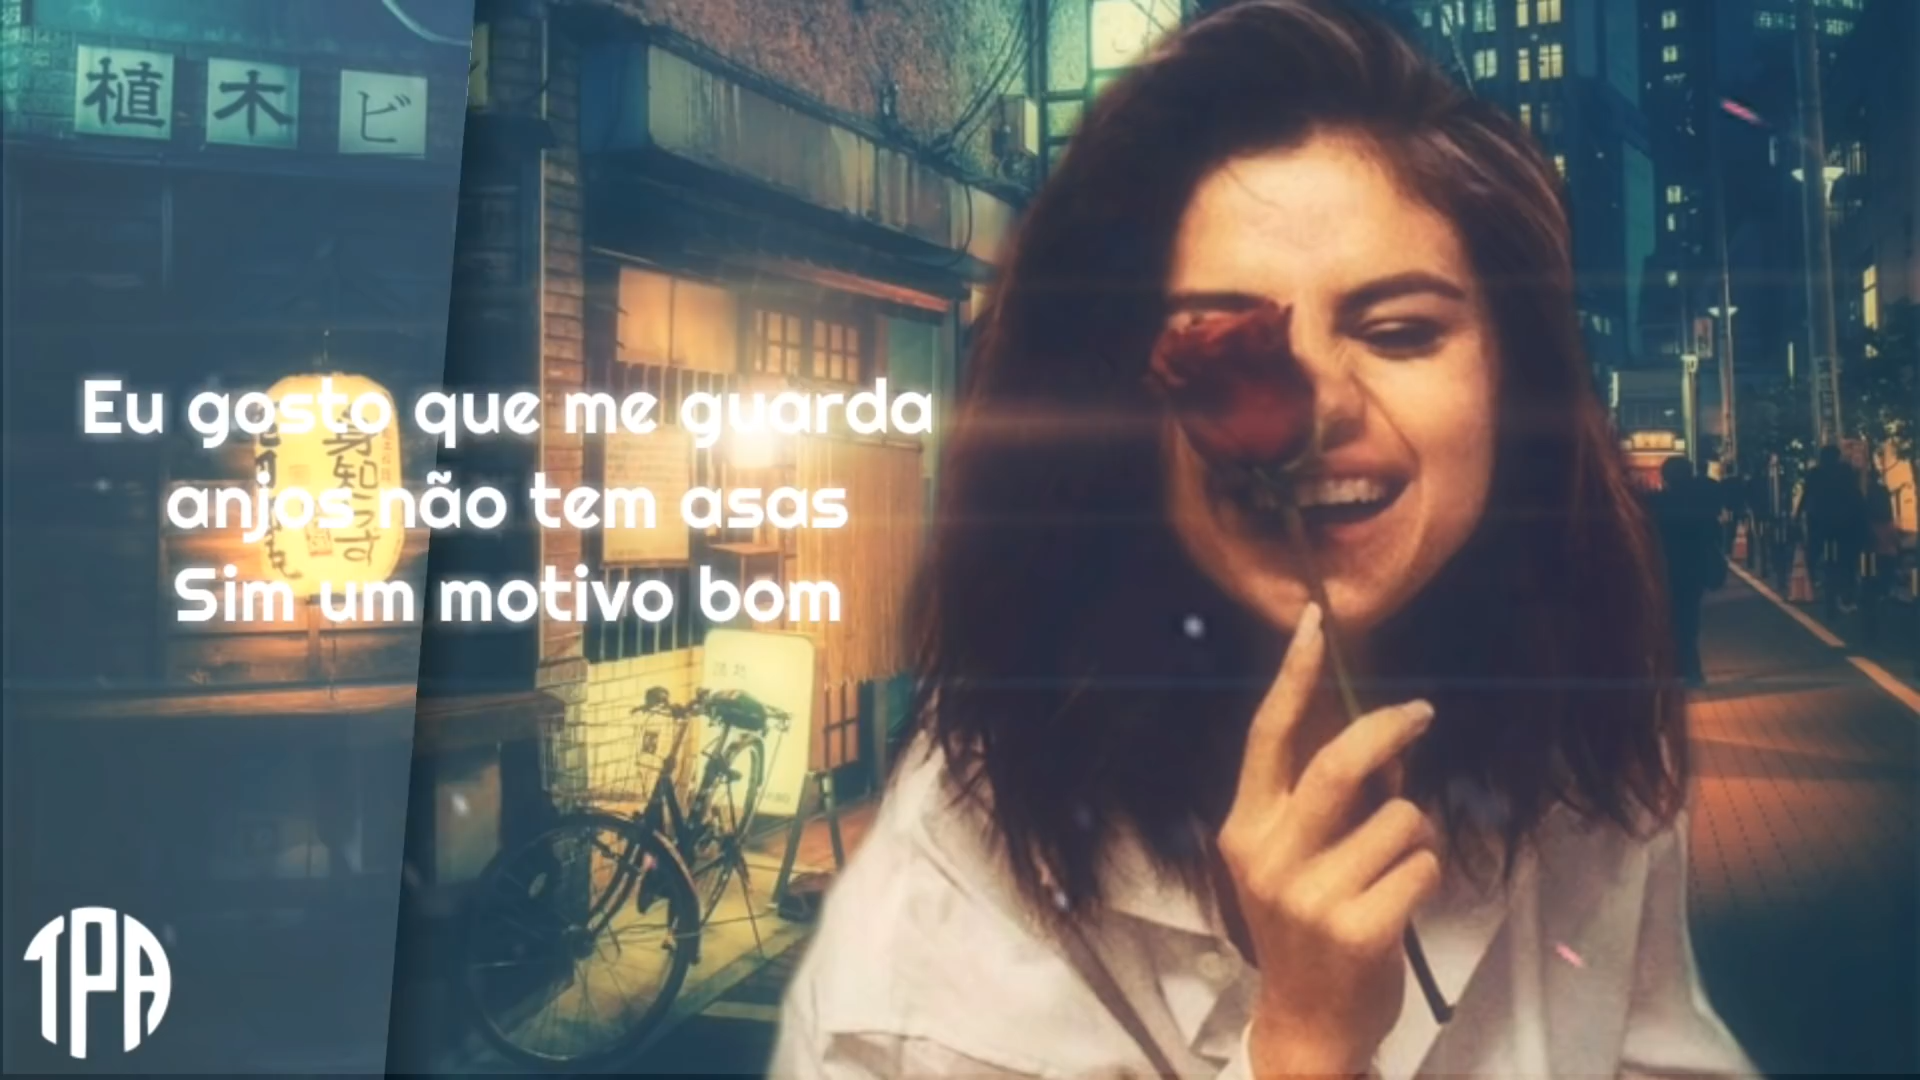 植木ビ
Eu gosto que me guarda
anjos não tem asas
Sim um motivo bom
TPA